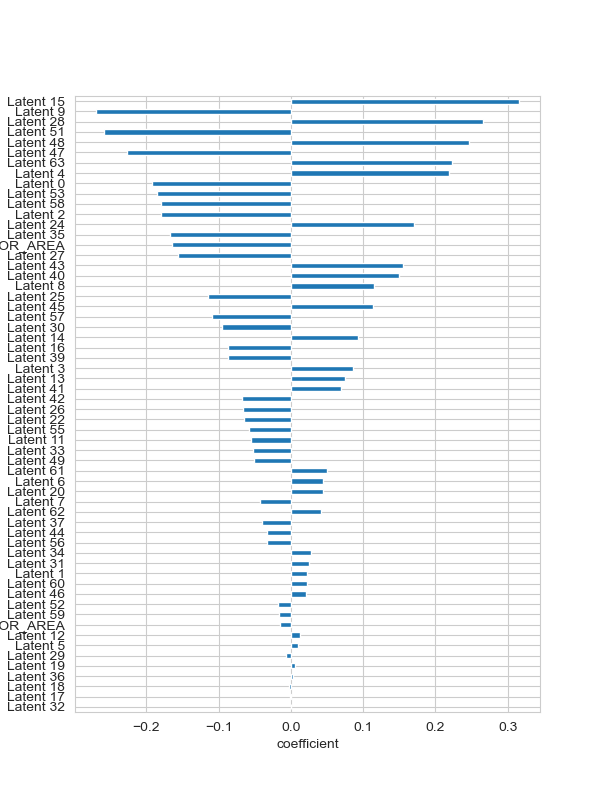 Latent 15
Latent 9
Latent 28
Latent 51
Latent 48
Latent 47
Latent 63
Latent 4
Latent 0
Latent 53
Latent 58
Latent 2
Latent 24
Latent 35
OR_AREA
Latent 27
Latent 43
Latent 40
Latent 8
Latent 25
Latent 45
Latent 57
Latent 30
Latent 14
Latent 16
Latent 39
Latent 3
Latent 13
Latent 41
Latent 42
Latent 26
Latent 22
Latent 55
Latent 11
Latent 33
Latent 49
Latent 61
Latent 6
Latent 20
Latent 7
Latent 62
Latent 37
Latent 44
Latent 56
Latent 34
Latent 31
Latent 1
Latent 60
Latent 46
Latent 52
Latent 59
OR_AREA
Latent 12
Latent 5
Latent 29
Latent 19
Latent 36
Latent 18
Latent 17
Latent 32
−0.2 −0.1 0.0 0.1 0.2 0.3
coefficient